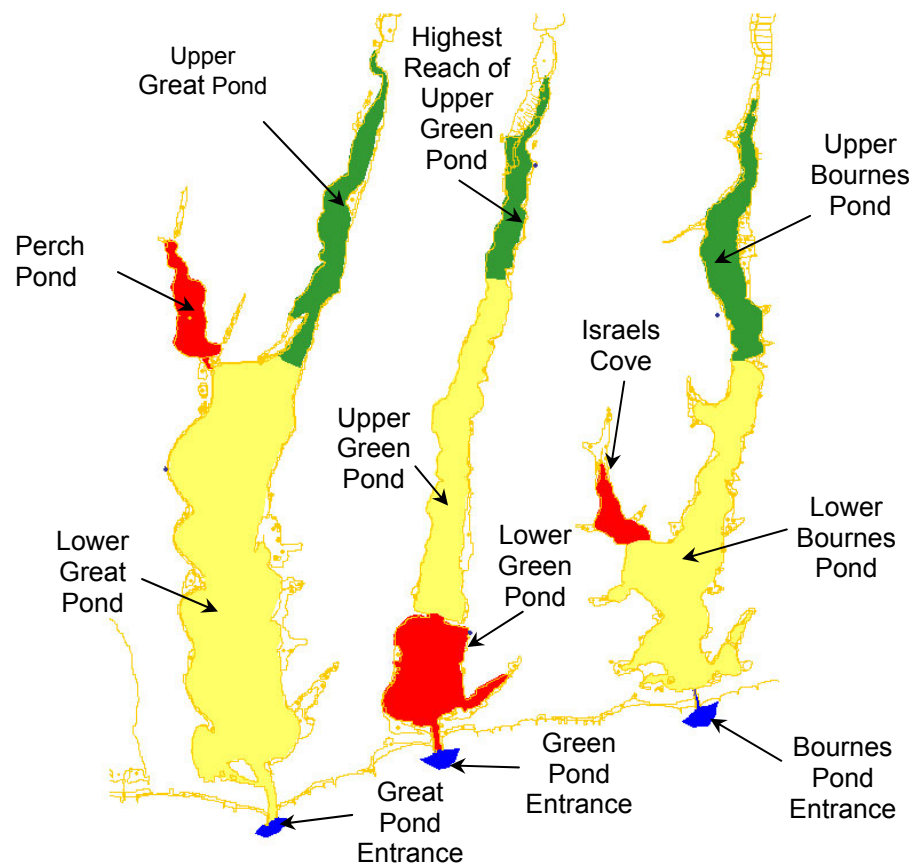 Upper
Great Pond
Highest
Reach of
Upper
Green
Pond
Upper
Bournes
Pond
Perch
Pond
Israels
Cove
Upper
Green
Pond
Lower
Great
Pond
Lower
Green
Pond
Lower
Bournes
Pond
Great
Pond
Entrance
Green
Pond
Entrance
Bournes
Pond
Entrance